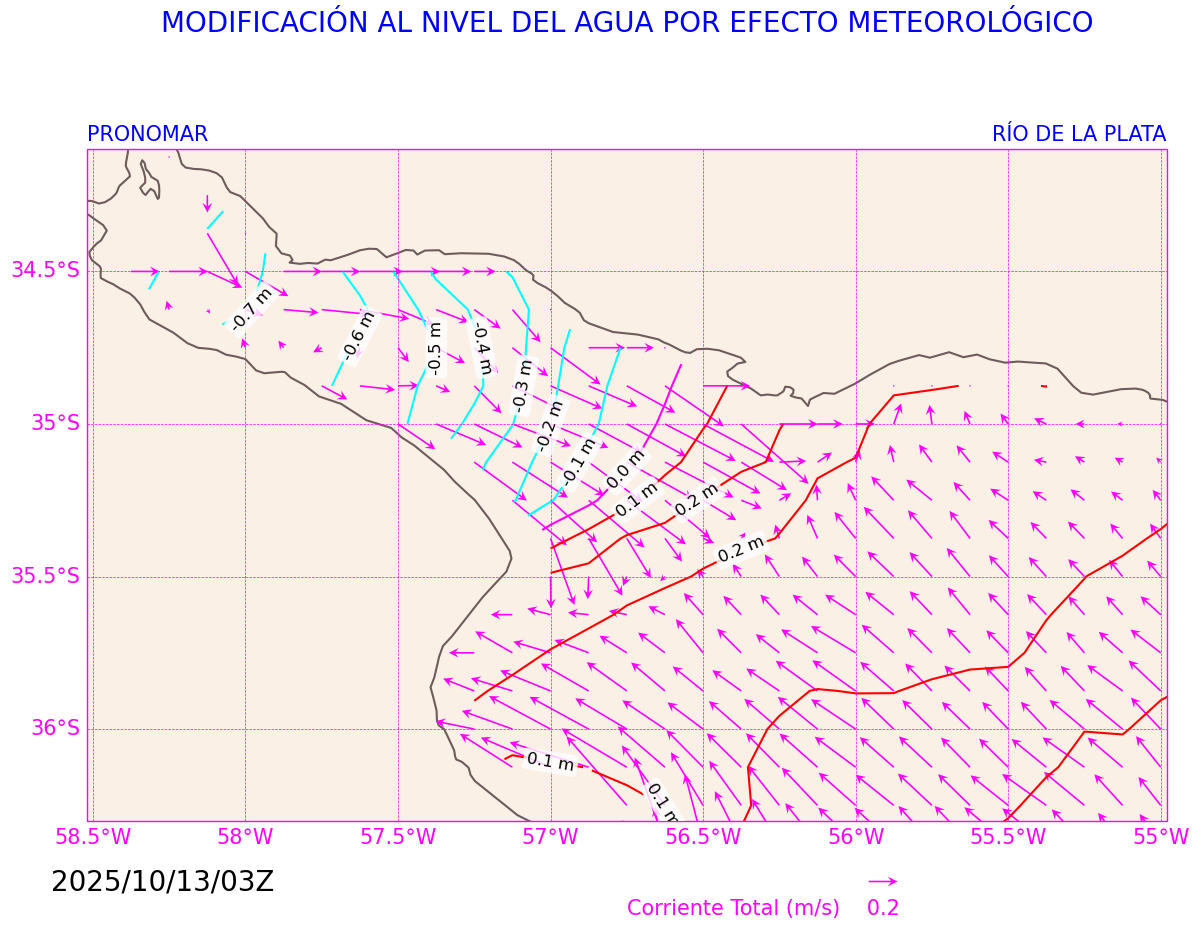 MODIFICACIÓN AL NIVEL DEL AGUA POR EFECTO METEOROLÓGICO
PRONOMAR
RÍO DE LA PLATA
34.5°S
-0.7 m
-0.6 m
-0.5 m
-0.4 m
-0.3 m
35°S
-0.2 m
-0.1 m
0.0 m
0.1 m
0.2 m
0.2 m
35.5°S
36°S
0.1 m
0.1 m
58.5°W
58°W
57.5°W
57°W
56.5°W
56°W
55.5°W
55°W
2025/10/13/03Z
Corriente Total (m/s)
0.2